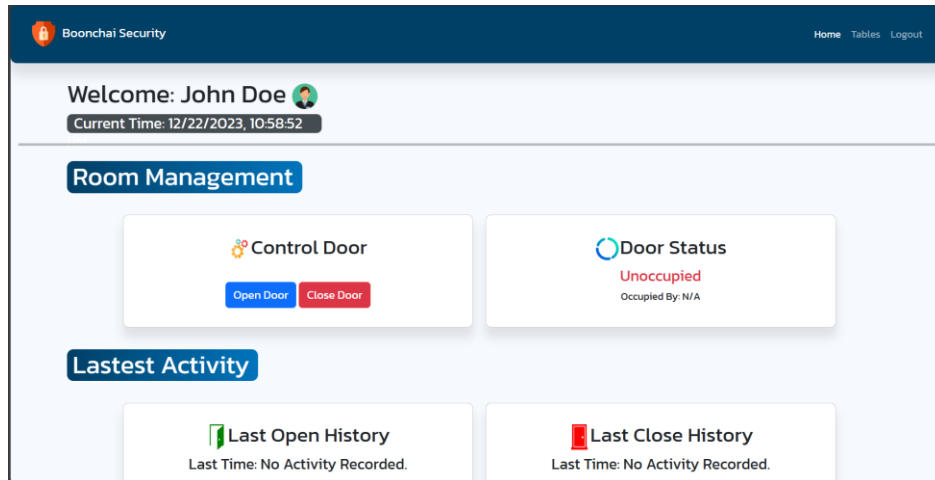 Boonchai Security
Home Tables Logout
Welcome: John Doe
Current Time: 12/22/2023, 10:58:52
Room Management
Control Door
Open Door Close Door
Door Status
Unoccupied
Occupied By: N/A
Lastest Activity
Last Open History
Last Time: No Activity Recorded.
Last Close History
Last Time: No Activity Recorded.